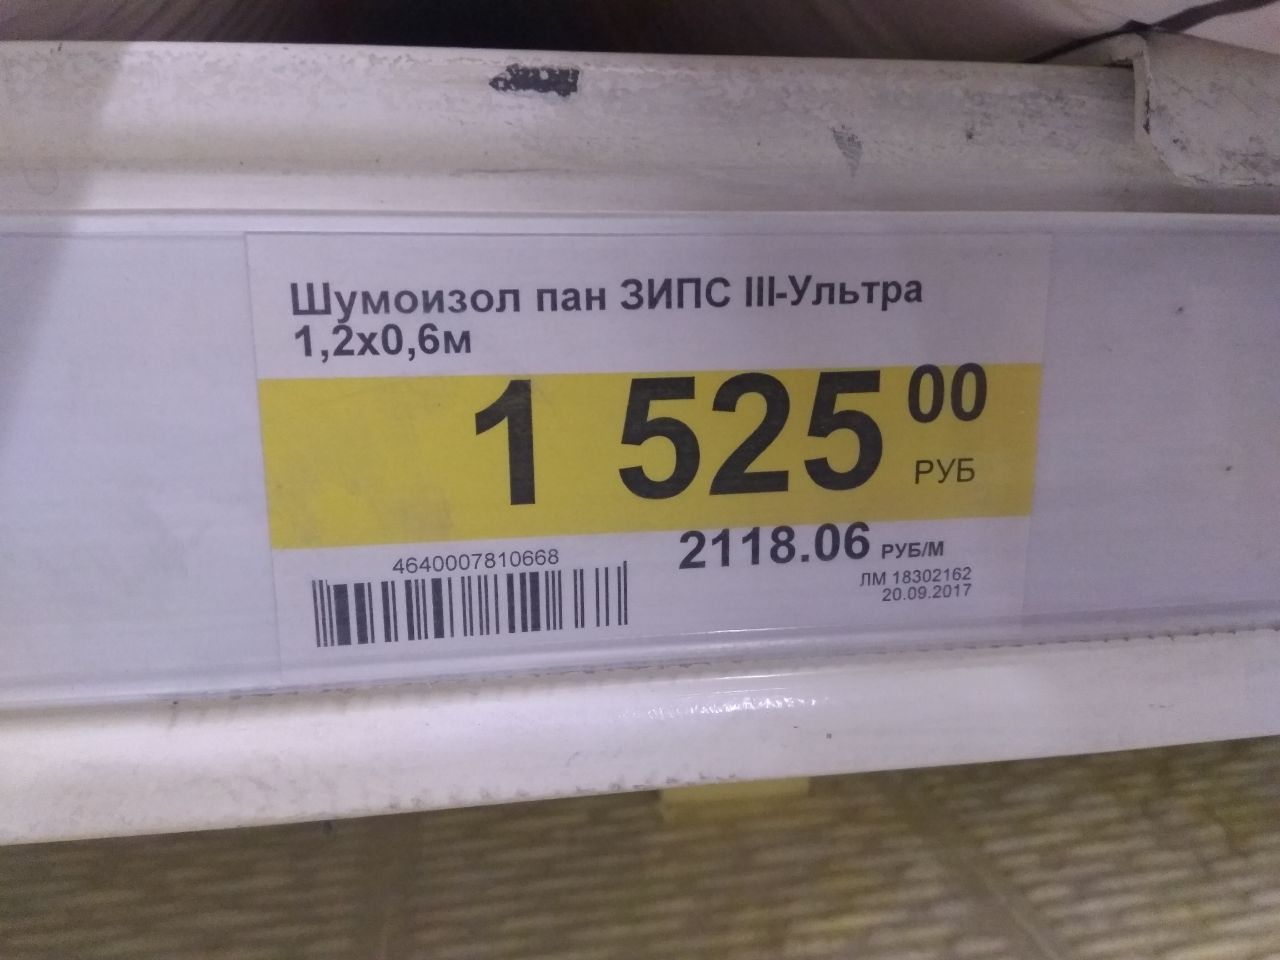 Шумоизол пан ЗИПС III-Ультра
1,2х0,6м
1 525 00
РУБ
2118.06 РУБ/М
4640007810668
ЛМ 18302162
20.09.2017